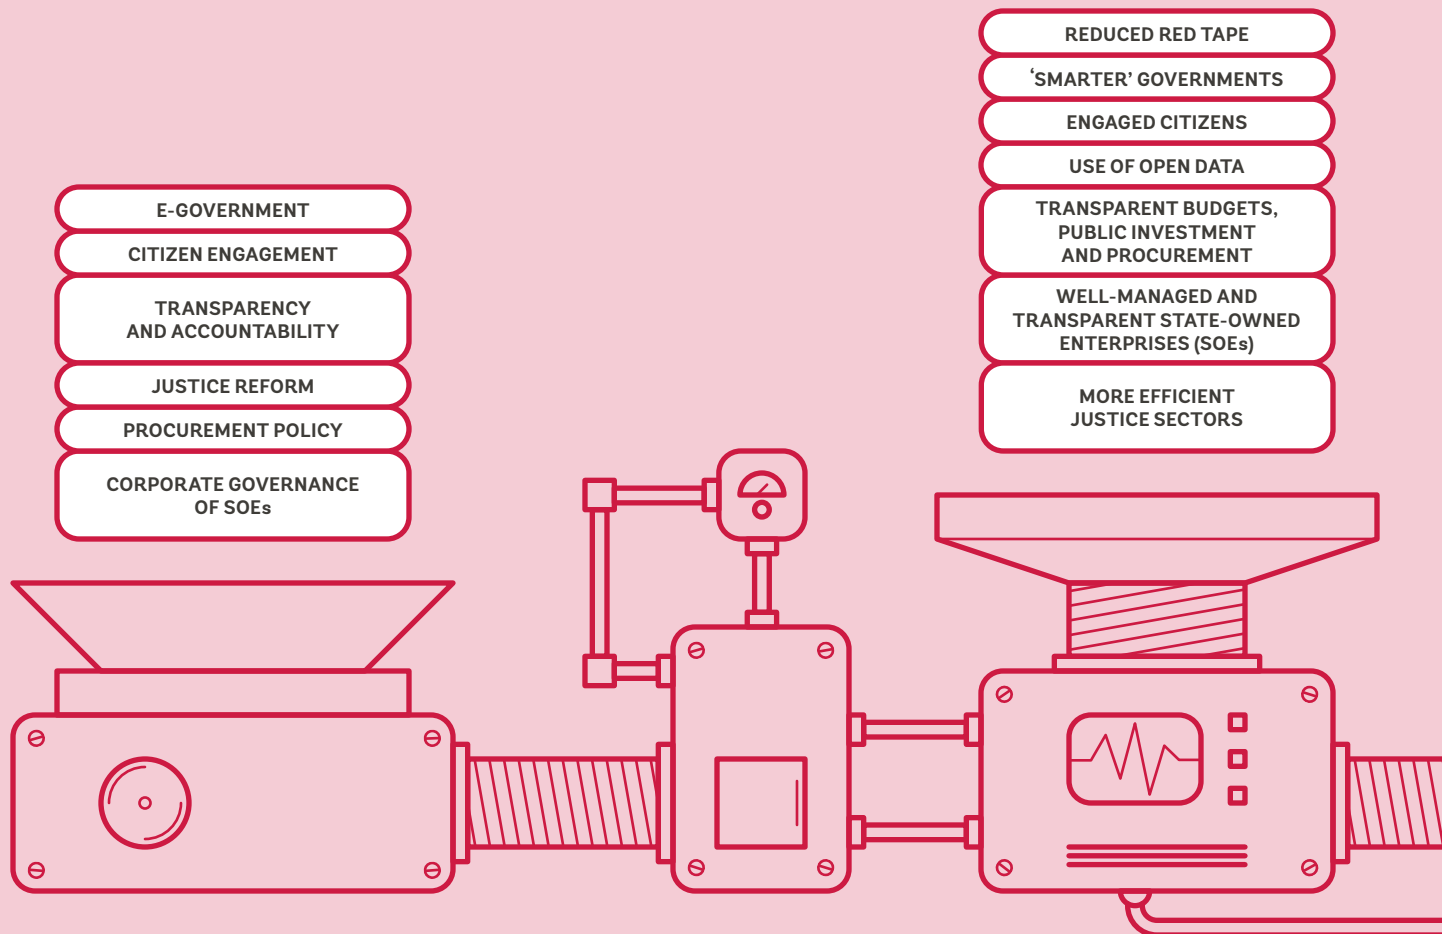 E-GOVERNMENT
CITIZEN ENGAGEMENT
TRANSPARENCY
AND ACCOUNTABILITY
JUSTICE REFORM
PROCUREMENT POLICY
CORPORATE GOVERNANCE
OF SOEs
REDUCED RED TAPE
‘SMARTER’ GOVERNMENTS
ENGAGED CITIZENS
USE OF OPEN DATA
TRANSPARENT BUDGETS,
PUBLIC INVESTMENT
AND PROCUREMENT
WELL-MANAGED AND
TRANSPARENT STATE-OWNED
ENTERPRISES (SOEs)
MORE EFFICIENT
JUSTICE SECTORS